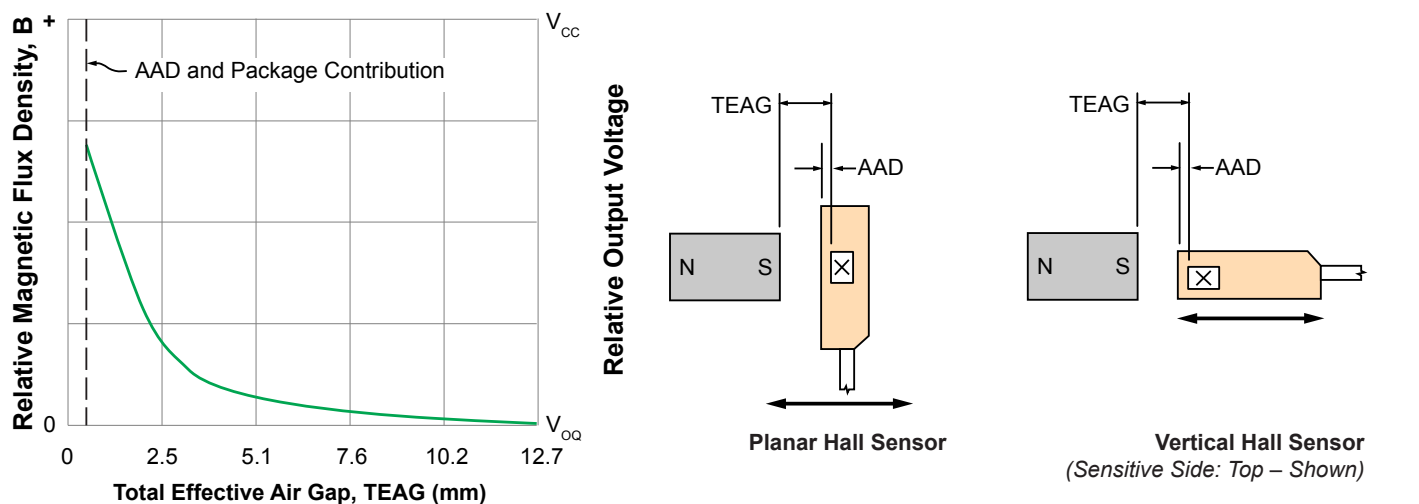 Relative Magnetic Flux Density, B
+
0
AAD and Package Contribution
V_CC
V_OQ
0 2.5 5.1 7.6 10.2 12.7
Total Effective Air Gap, TEAG (mm)
Relative Output Voltage
TEAG
AAD
N S
Planar Hall Sensor
TEAG
AAD
N S
Vertical Hall Sensor
(Sensitive Side: Top – Shown)